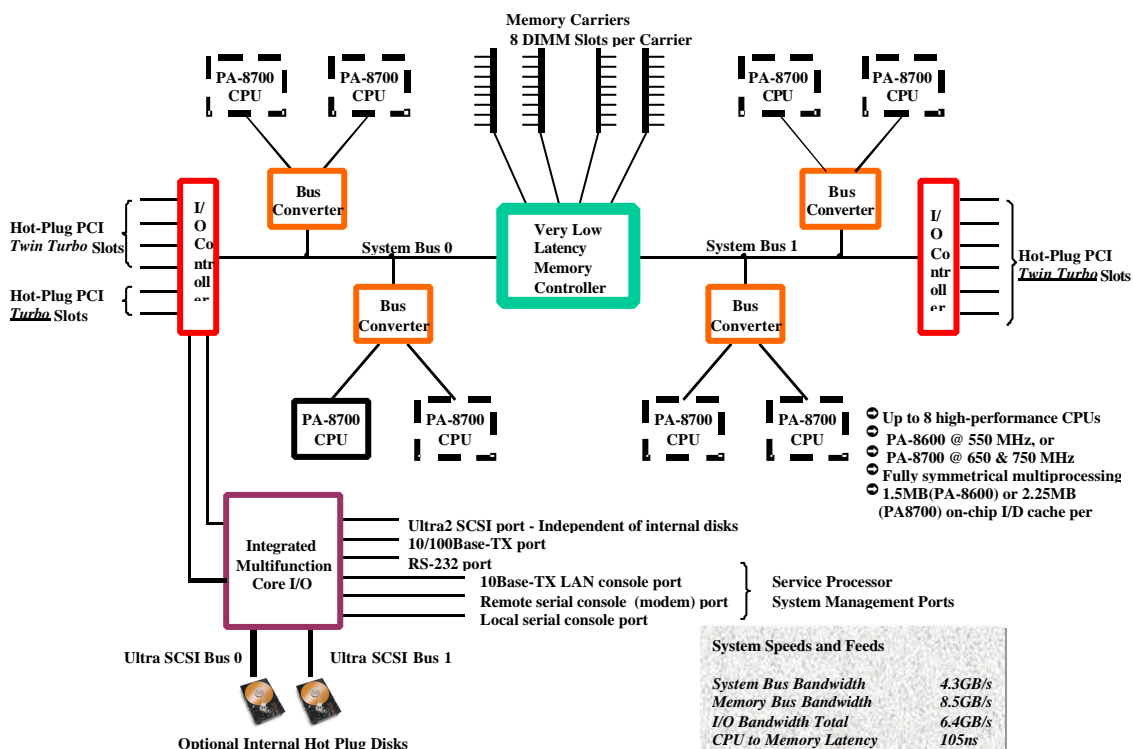 Memory Carriers
8 DIMM Slots per Carrier
PA-8700
CPU
PA-8700
CPU
PA-8700
CPU
PA-8700
CPU
Bus
Converter
Bus
Converter
I/
O
Co
ntr
oll
er
Hot-Plug PCI
Twin Turbo Slots
Hot-Plug PCI
Turbo Slots
System Bus 0
Very Low
Latency
Memory
Controller
System Bus 1
I/
O
Co
ntr
oll
er
Hot-Plug PCI
Twin Turbo Slots
Bus
Converter
Bus
Converter
PA-8700
CPU
PA-8700
CPU
PA-8700
CPU
PA-8700
CPU
Up to 8 high-performance CPUs
PA-8600 @ 550 MHz, or
PA-8700 @ 650 & 750 MHz
Fully symmetrical multiprocessing
1.5MB(PA-8600) or 2.25MB
(PA8700) on-chip I/D cache per
Integrated
Multifunction
Core I/O
Ultra2 SCSI port - Independent of internal disks
10/100Base-TX port
RS-232 port
10Base-TX LAN console port
Remote serial console (modem) port
Local serial console port
Service Processor
System Management Ports
Ultra SCSI Bus 0
Ultra SCSI Bus 1
Optional Internal Hot Plug Disks
System Speeds and Feeds
System Bus Bandwidth 4.3GB/s
Memory Bus Bandwidth 8.5GB/s
I/O Bandwidth Total 6.4GB/s
CPU to Memory Latency 105ns